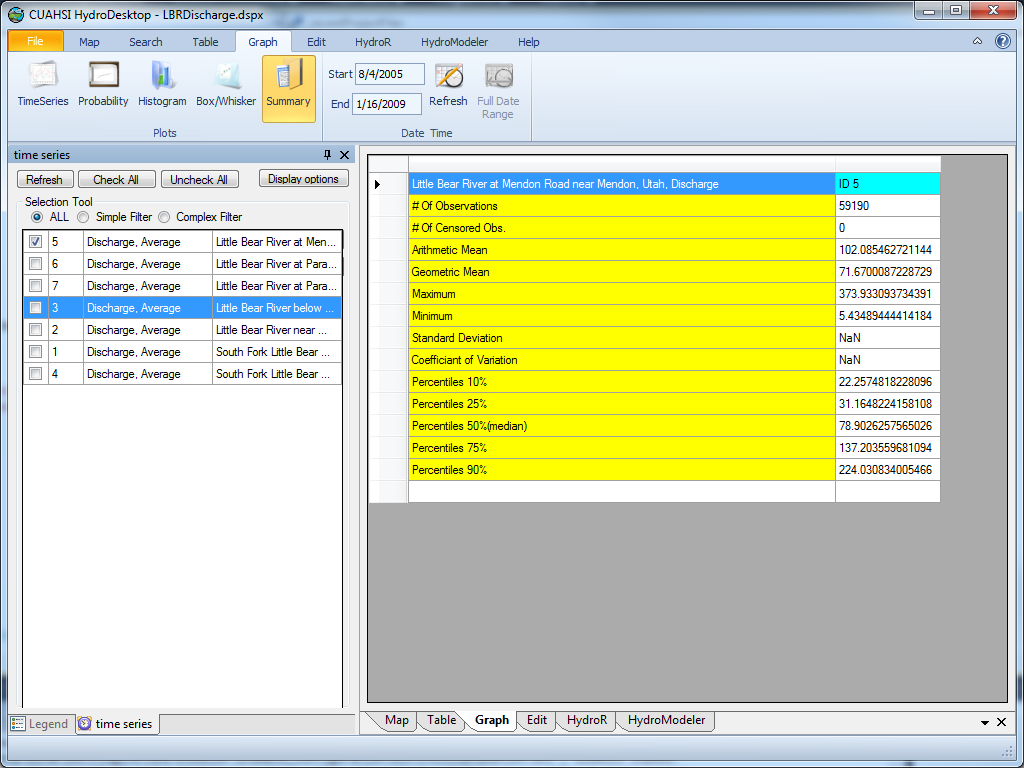 CUAHSI HydroDesktop - LBRDischarge.dspx
File Map Search Table Graph Edit HydroR HydroModeler Help
TimeSeries Probability Histogram Box/Whisker Summary
Plots
Start 8/4/2005
End 1/16/2009
Refresh Full Date Range
Date Time
time series
Refresh Check All Uncheck All Display options
Selection Tool
ALL Simple Filter Complex Filter
5 Discharge, Average Little Bear River at Men...
6 Discharge, Average Little Bear River at Para...
7 Discharge, Average Little Bear River at Para...
3 Discharge, Average Little Bear River below ...
2 Discharge, Average Little Bear River near ...
1 Discharge, Average South Fork Little Bear ...
4 Discharge, Average South Fork Little Bear ...
Legend time series
Little Bear River at Mendon Road near Mendon, Utah, Discharge ID 5
# Of Observations 59190
# Of Censored Obs. 0
Arithmetic Mean 102.085462721144
Geometric Mean 71.6700087228729
Maximum 373.933093734391
Minimum 5.43489444414184
Standard Deviation NaN
Coefficiant of Variation NaN
Percentiles 10% 22.2574818228096
Percentiles 25% 31.1648224158108
Percentiles 50%(median) 78.9026257565026
Percentiles 75% 137.203559681094
Percentiles 90% 224.030834005466
Map Table Graph Edit HydroR HydroModeler